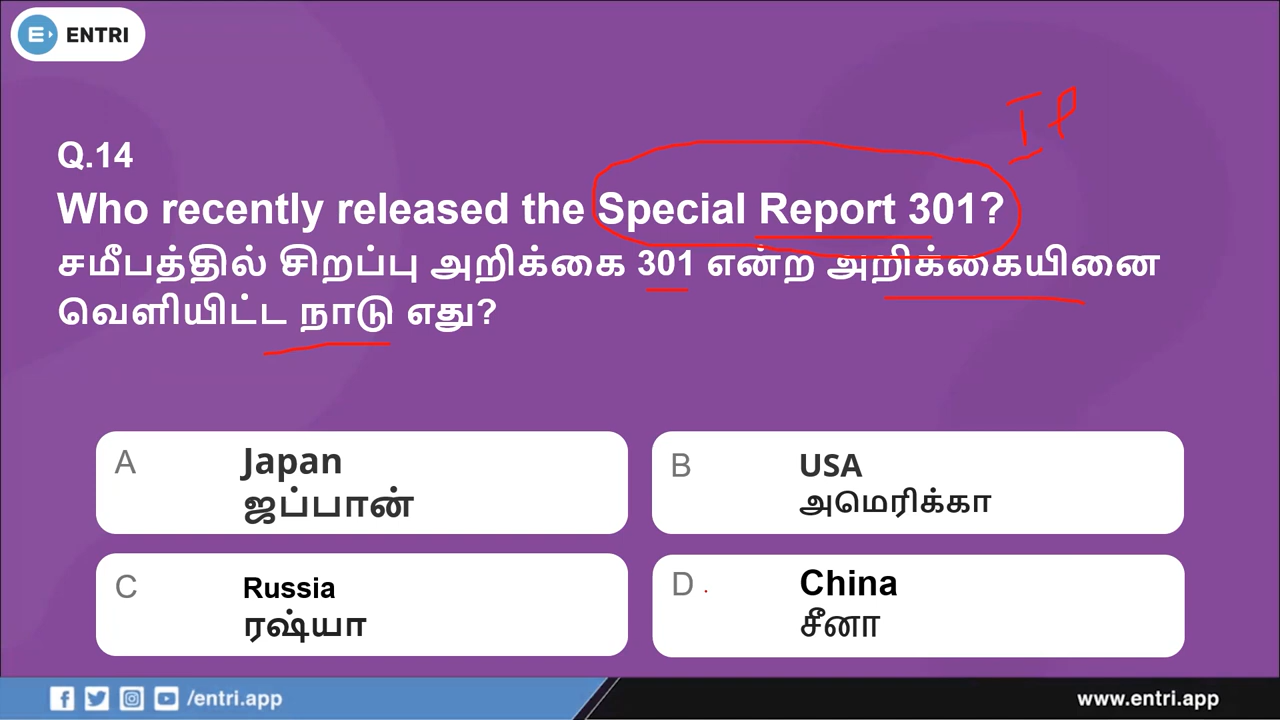 E ENTRI
IP
Q.14
Who recently released the Special Report 301?
சமீபத்தில் சிறப்பு அறிக்கை 301 என்ற அறிக்கையினை
வெளியிட்ட நாடு எது?
A Japan
ஜப்பான்
B USA
அமெரிக்கா
C Russia
ரஷ்யா
D China
சீனா
/entri.app
www.entri.app